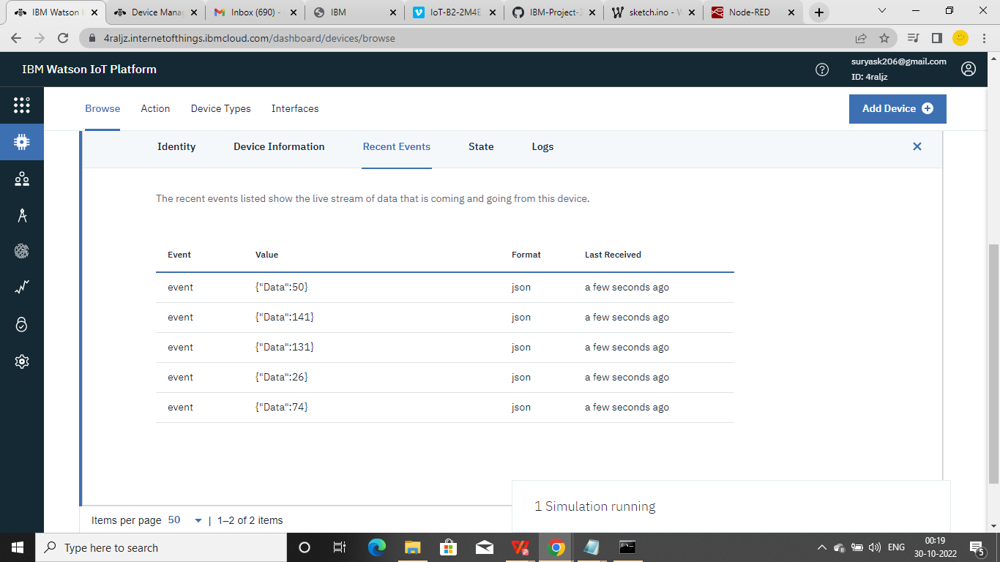 IBM Watson I
Device Manag
Inbox (690) -
IBM
IoT-B2-2M4E
IBM-Project-3
sketch.ino - W
Node-RED
4raljz.internetofthings.ibmcloud.com/dashboard/devices/browse
IBM Watson IoT Platform
suryask206@gmail.com
ID: 4raljz
Browse Action Device Types Interfaces
Add Device
Identity Device Information Recent Events State Logs
The recent events listed show the live stream of data that is coming and going from this device.
Event Value Format Last Received
event {"Data":50} json a few seconds ago
event {"Data":141} json a few seconds ago
event {"Data":131} json a few seconds ago
event {"Data":26} json a few seconds ago
event {"Data":74} json a few seconds ago
1 Simulation running
Items per page 50 | 1–2 of 2 items
Type here to search
ENG
00:19
30-10-2022
5